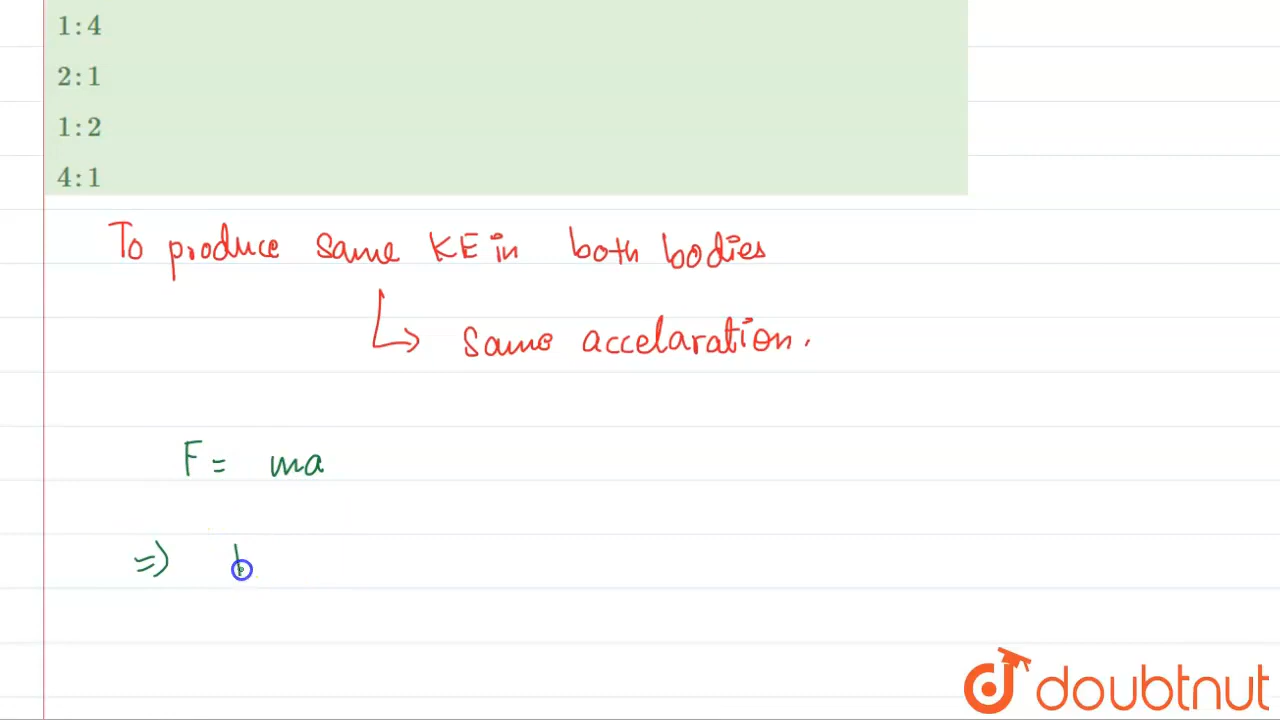 1 : 4
2 : 1
1 : 2
4 : 1
To produce same KE in both bodies
same accelaration.
F = ma
=>
doubtnut